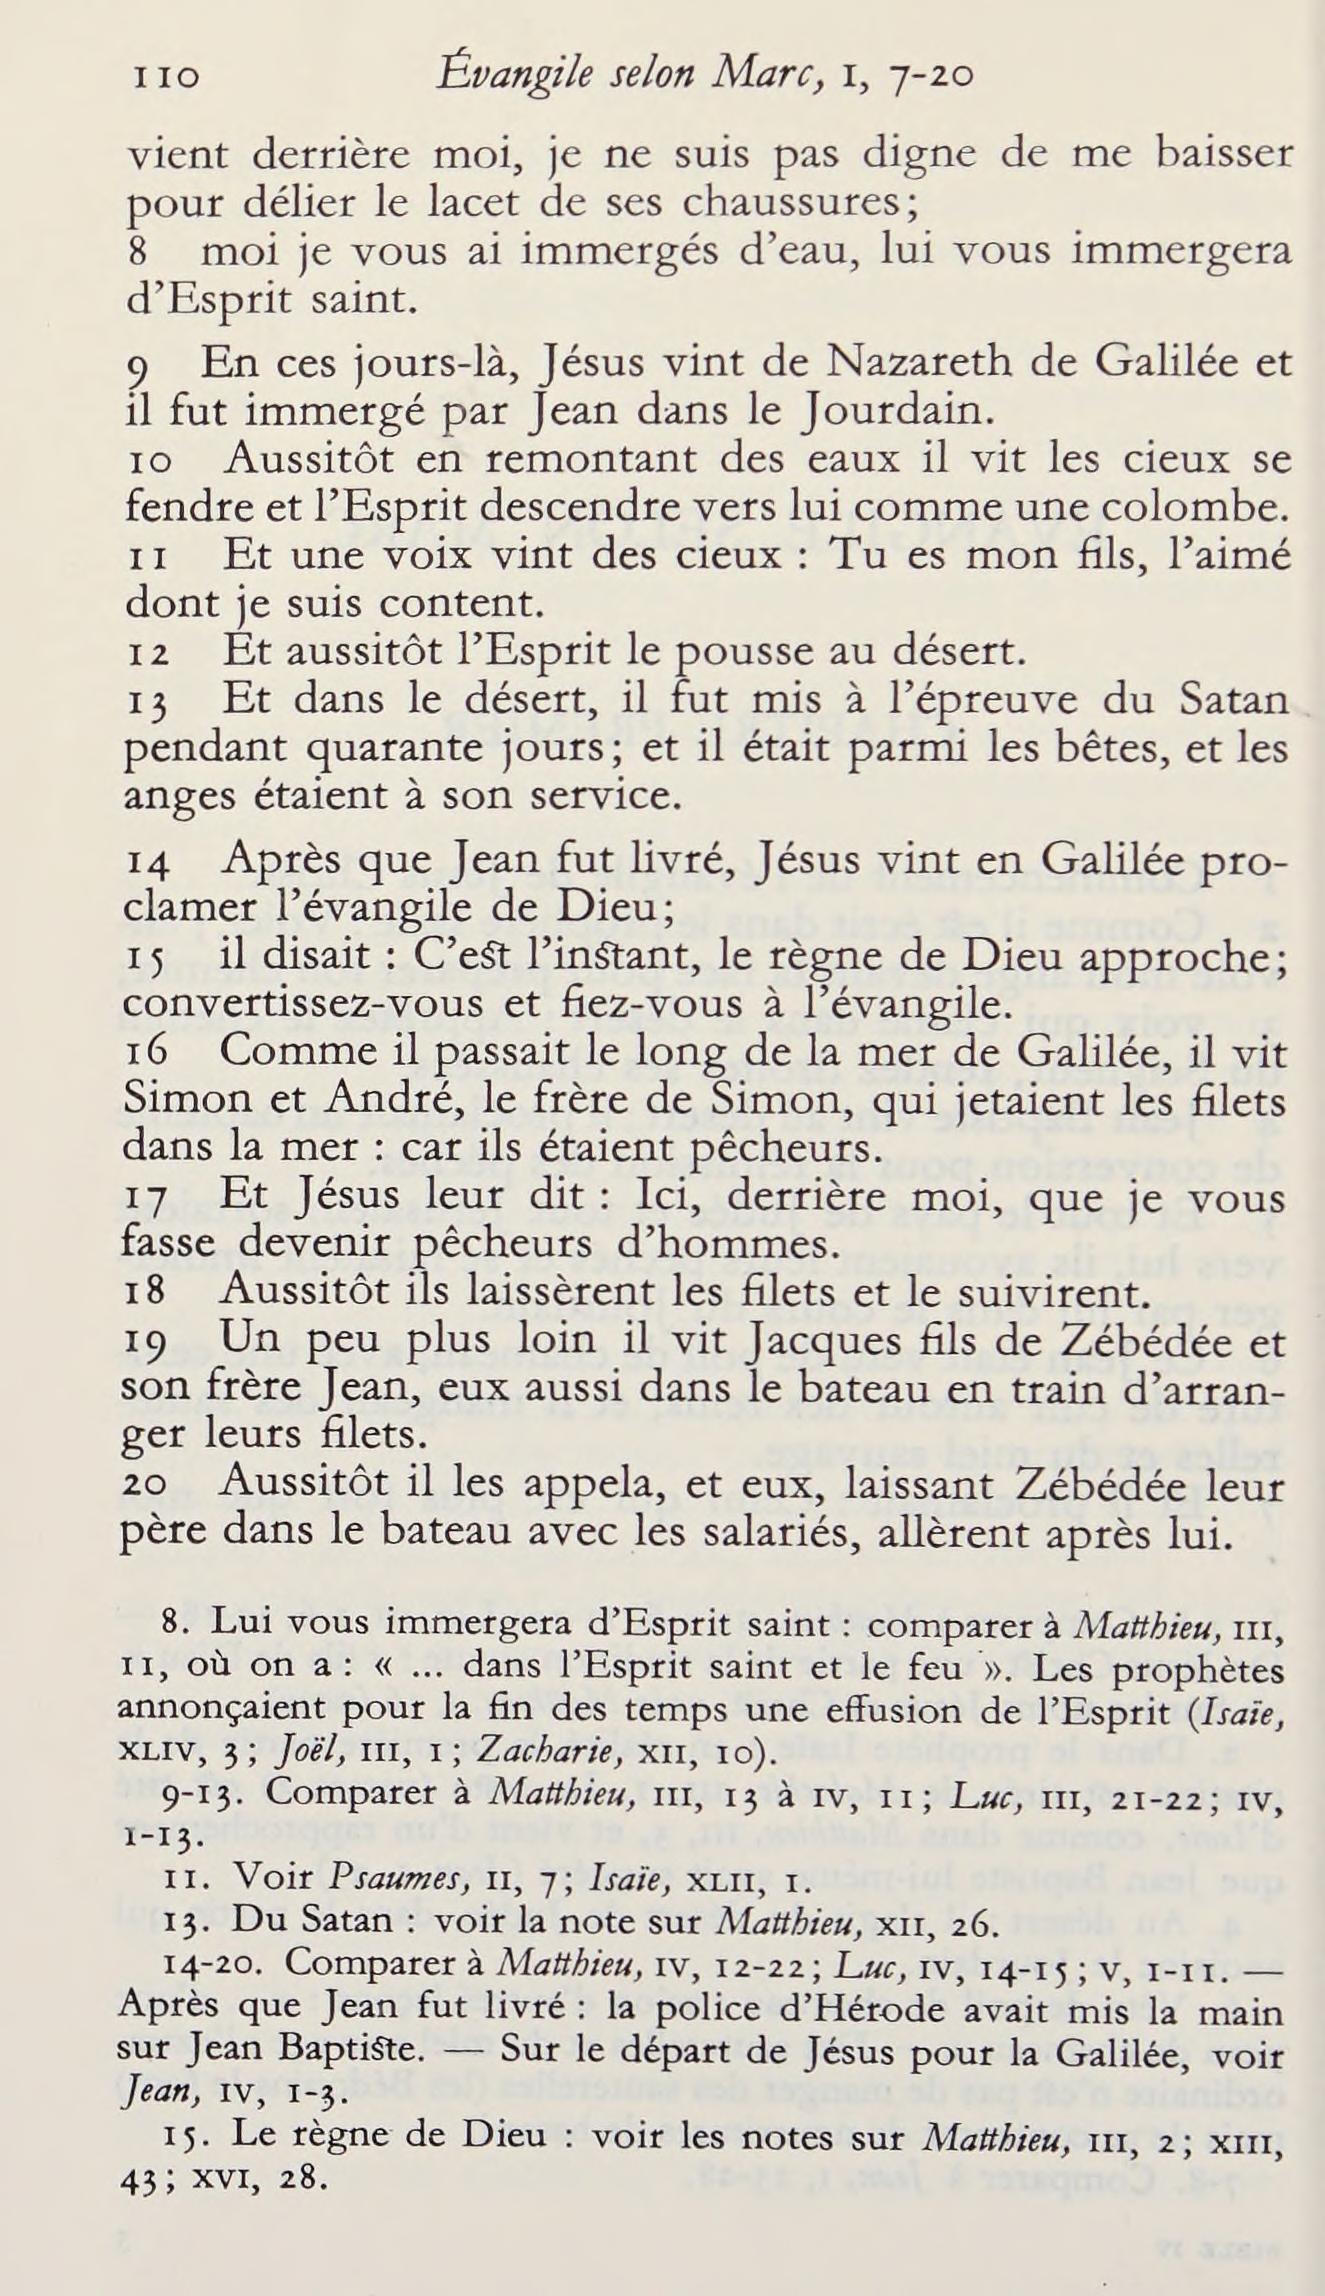 110 Évangile selon Marc, I, 7-20
vient derrière moi, je ne suis pas digne de me baisser
pour délier le lacet de ses chaussures;
8 moi je vous ai immergés d’eau, lui vous immergera
d’Esprit saint.
9 En ces jours-là, Jésus vint de Nazareth de Galilée et
il fut immergé par Jean dans le Jourdain.
10 Aussitôt en remontant des eaux il vit les cieux se
fendre et l’Esprit descendre vers lui comme une colombe.
11 Et une voix vint des cieux : Tu es mon fils, l’aimé
dont je suis content.
12 Et aussitôt l’Esprit le pousse au désert.
13 Et dans le désert, il fut mis à l’épreuve du Satan
pendant quarante jours; et il était parmi les bêtes, et les
anges étaient à son service.
14 Après que Jean fut livré, Jésus vint en Galilée pro-
clamer l’évangile de Dieu;
15 il disait : C’est l’instant, le règne de Dieu approche;
convertissez-vous et fiez-vous à l’évangile.
16 Comme il passait le long de la mer de Galilée, il vit
Simon et André, le frère de Simon, qui jetaient les filets
dans la mer : car ils étaient pêcheurs.
17 Et Jésus leur dit : Ici, derrière moi, que je vous
fasse devenir pêcheurs d’hommes.
18 Aussitôt ils laissèrent les filets et le suivirent.
19 Un peu plus loin il vit Jacques fils de Zébédée et
son frère Jean, eux aussi dans le bateau en train d’arran-
ger leurs filets.
20 Aussitôt il les appela, et eux, laissant Zébédée leur
père dans le bateau avec les salariés, allèrent après lui.
8. Lui vous immergera d’Esprit saint : comparer à Matthieu, III,
11, où on a : « ... dans l’Esprit saint et le feu ». Les prophètes
annonçaient pour la fin des temps une effusion de l’Esprit (Isaïe,
XLIV, 3 ; Joël, III, 1 ; Zacharie, XII, 10).
9-13. Comparer à Matthieu, III, 13 à IV, 11 ; Luc, III, 21-22 ; IV,
1-13.
11. Voir Psaumes, II, 7 ; Isaïe, XLII, 1.
13. Du Satan : voir la note sur Matthieu, XII, 26.
14-20. Comparer à Matthieu, IV, 12-22 ; Luc, IV, 14-15 ; V, 1-11. —
Après que Jean fut livré : la police d’Hérode avait mis la main
sur Jean Baptiste. — Sur le départ de Jésus pour la Galilée, voir
Jean, IV, 1-3.
15. Le règne de Dieu : voir les notes sur Matthieu, III, 2 ; XIII,
43 ; XVI, 28.